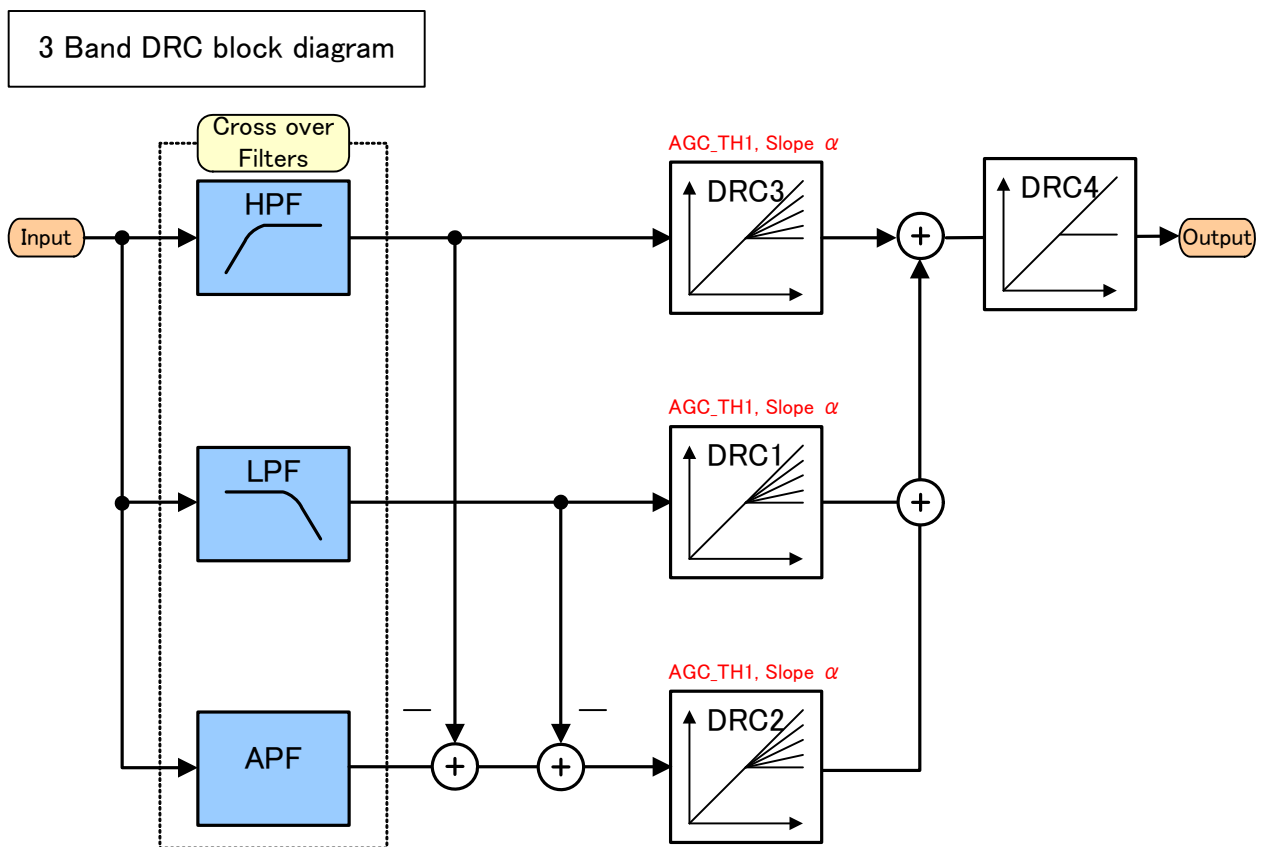 3 Band DRC block diagram
Cross over
Filters
AGC_TH1, Slope α
HPF
DRC3
DRC4
Input
+
Output
AGC_TH1, Slope α
LPF
DRC1
+
AGC_TH1, Slope α
—
—
DRC2
APF
+
+